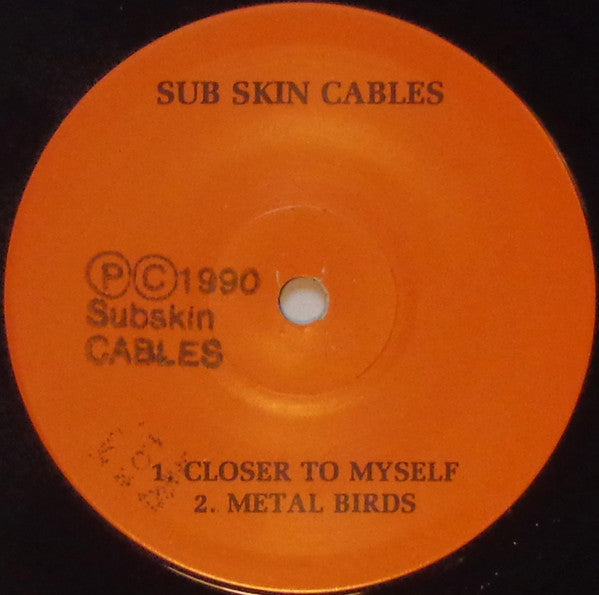 SUB SKIN CABLES
ⓅⒸ1990
Subskin
CABLES
1. CLOSER TO MYSELF
2. METAL BIRDS